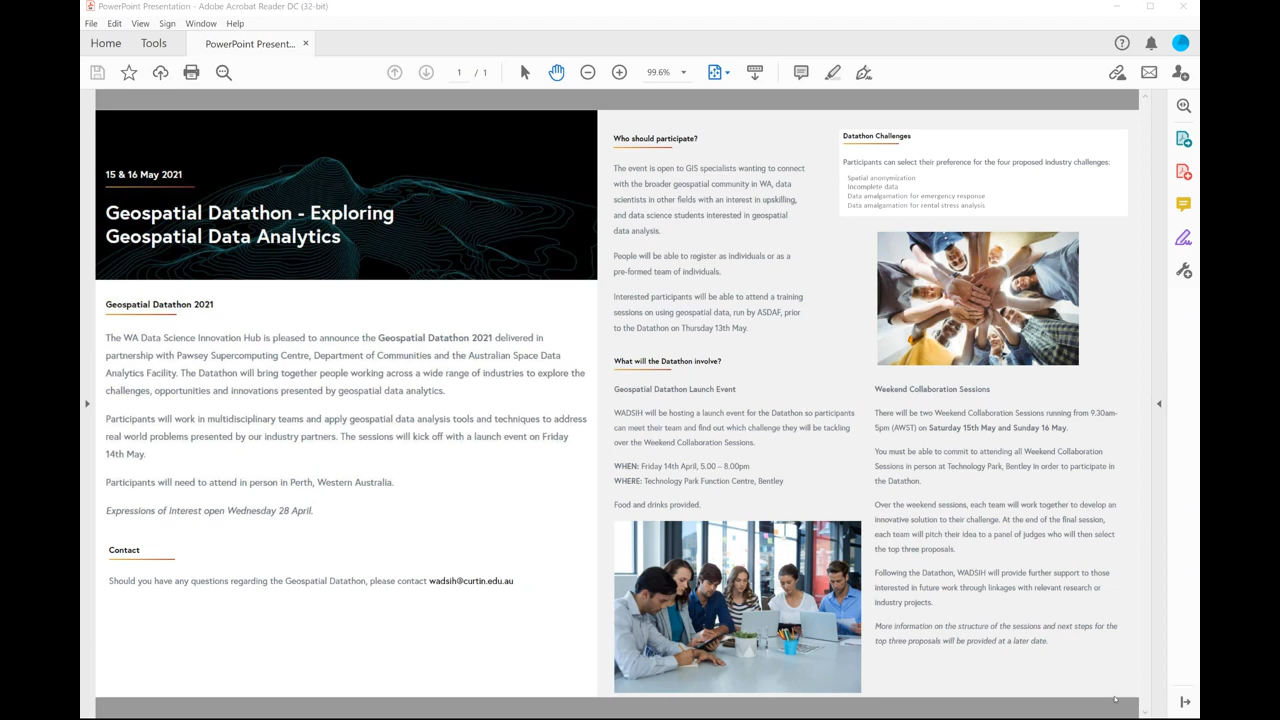 PowerPoint Presentation - Adobe Acrobat Reader DC (32-bit)
File Edit View Sign Window Help
Home Tools PowerPoint Present... ×
1 / 1 99.6%
15 & 16 May 2021
Geospatial Datathon - Exploring
Geospatial Data Analytics
Geospatial Datathon 2021
The WA Data Science Innovation Hub is pleased to announce the Geospatial Datathon 2021 delivered in
partnership with Pawsey Supercomputing Centre, Department of Communities and the Australian Space Data
Analytics Facility. The Datathon will bring together people working across a wide range of industries to explore the
challenges, opportunities and innovations presented by geospatial data analytics.
Participants will work in multidisciplinary teams and apply geospatial data analysis tools and techniques to address
real world problems presented by our industry partners. The sessions will kick off with a launch event on Friday
14th May.
Participants will need to attend in person in Perth, Western Australia.
Expressions of Interest open Wednesday 28 April.
Contact
Should you have any questions regarding the Geospatial Datathon, please contact wadsih@curtin.edu.au
Who should participate?
The event is open to GIS specialists wanting to connect
with the broader geospatial community in WA, data
scientists in other fields with an interest in upskilling,
and data science students interested in geospatial
data analysis.
People will be able to register as individuals or as a
pre-formed team of individuals.
Interested participants will be able to attend a training
sessions on using geospatial data, run by ASDAF, prior
to the Datathon on Thursday 13th May.
Datathon Challenges
Participants can select their preference for the four proposed industry challenges:
Spatial anonymization
Incomplete data
Data amalgamation for emergency response
Data amalgamation for rental stress analysis
What will the Datathon involve?
Geospatial Datathon Launch Event
WADSIH will be hosting a launch event for the Datathon so participants
can meet their team and find out which challenge they will be tackling
over the Weekend Collaboration Sessions.
WHEN: Friday 14th April, 5.00 – 8.00pm
WHERE: Technology Park Function Centre, Bentley
Food and drinks provided.
Weekend Collaboration Sessions
There will be two Weekend Collaboration Sessions running from 9.30am-
5pm (AWST) on Saturday 15th May and Sunday 16 May.
You must be able to commit to attending all Weekend Collaboration
Sessions in person at Technology Park, Bentley in order to participate in
the Datathon.
Over the weekend sessions, each team will work together to develop an
innovative solution to their challenge. At the end of the final session,
each team will pitch their idea to a panel of judges who will then select
the top three proposals.
Following the Datathon, WADSIH will provide further support to those
interested in future work through linkages with relevant research or
industry projects.
More information on the structure of the sessions and next steps for the
top three proposals will be provided at a later date.